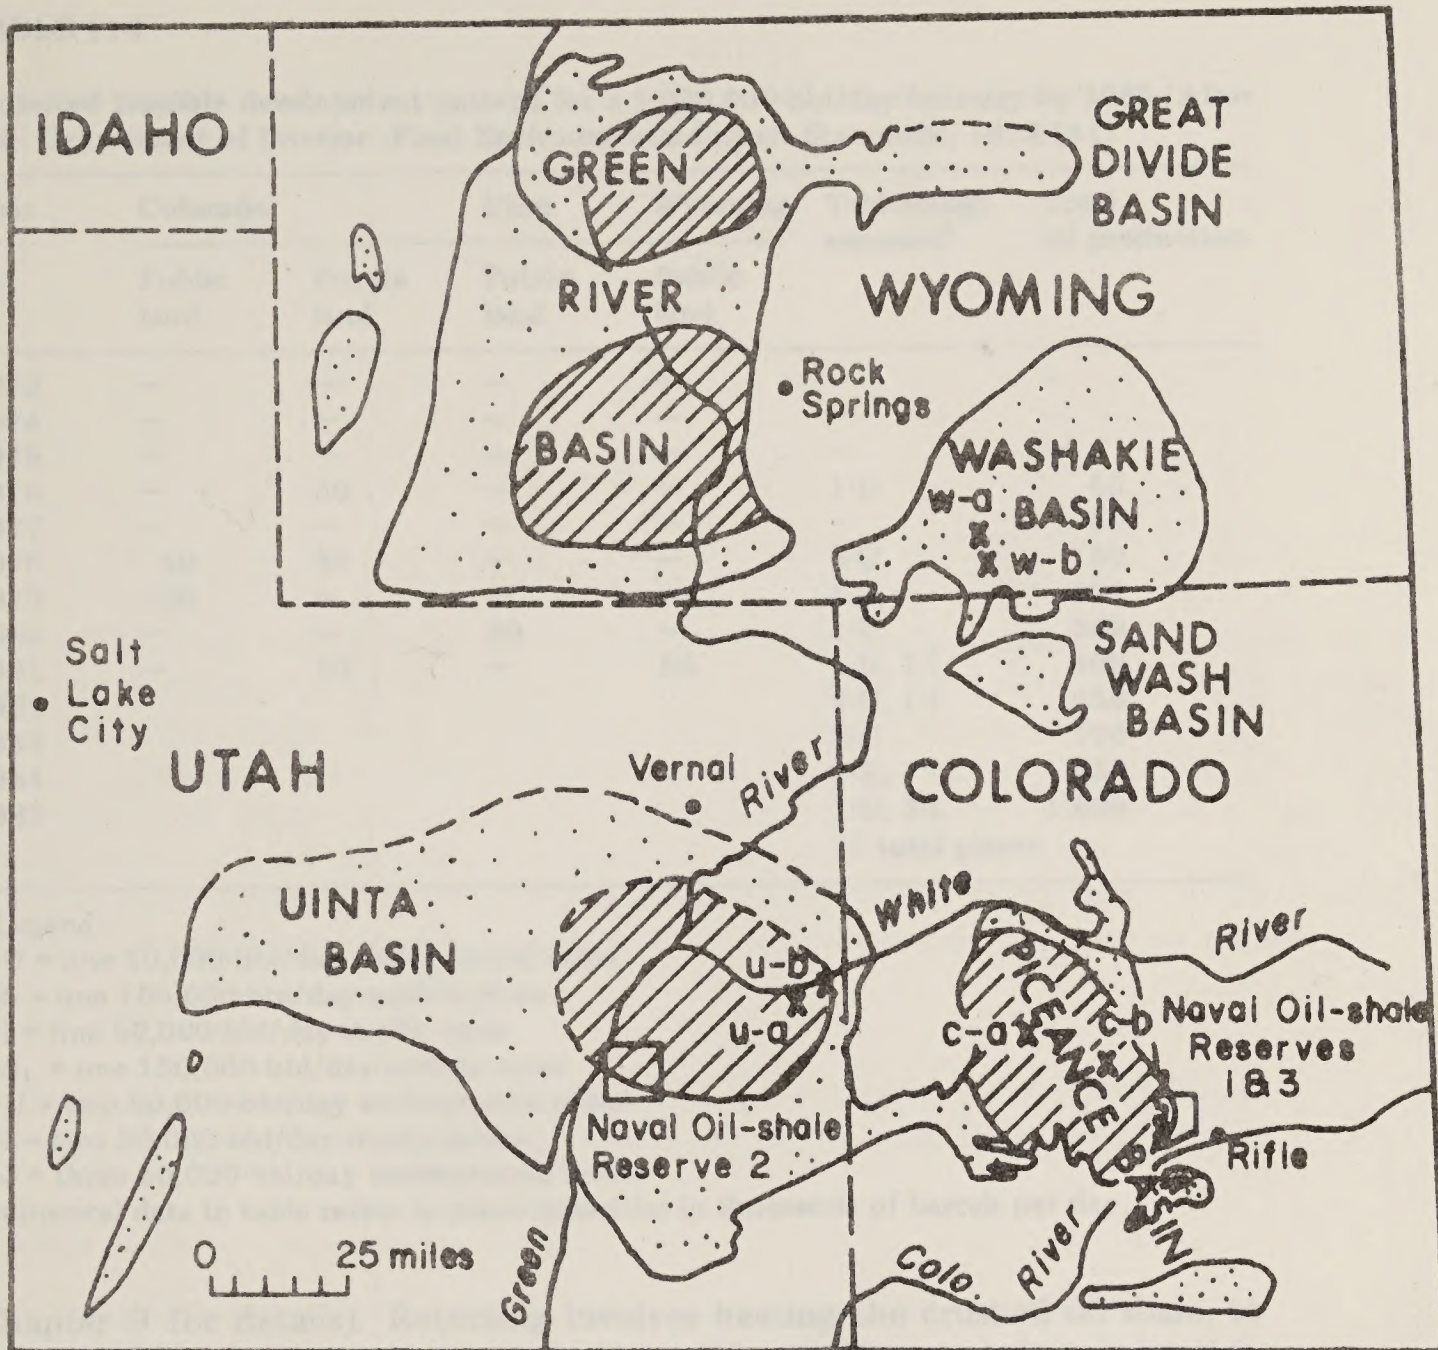 IDAHO
GREAT
DIVIDE
BASIN
GREEN
RIVER
BASIN
WYOMING
Rock
Springs
WASHAKIE
BASIN
w-a
w-b
Salt
Lake
City
UTAH
SAND
WASH
BASIN
COLORADO
Vernal
River
UINTA
BASIN
White
River
u-b
u-a
PICEANCE
BASIN
c-a
c-b
Naval Oil-shale
Reserves
1 & 3
Rifle
Naval Oil-shale
Reserve 2
0 25 miles
Green
Colo.
River